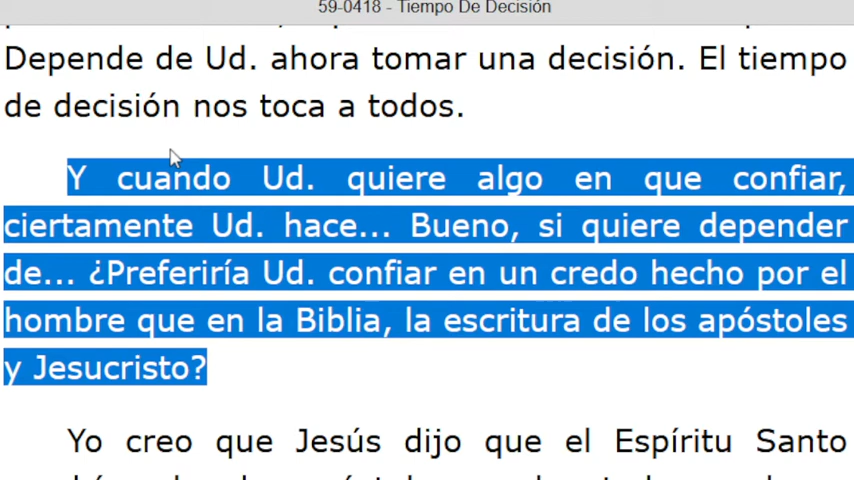 59-0418 - Tiempo De Decisión
Depende de Ud. ahora tomar una decisión. El tiempo
de decisión nos toca a todos.
Y cuando Ud. quiere algo en que confiar,
ciertamente Ud. hace... Bueno, si quiere depender
de... ¿Preferiría Ud. confiar en un credo hecho por el
hombre que en la Biblia, la escritura de los apóstoles
y Jesucristo?
Yo creo que Jesús dijo que el Espíritu Santo